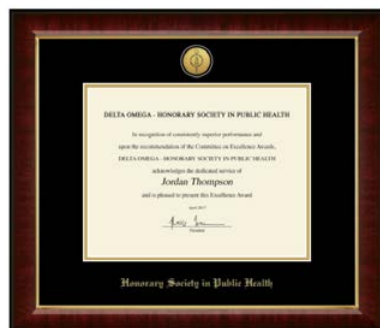 DELTA OMEGA - HONORARY SOCIETY IN PUBLIC HEALTH
In recognition of consistently superior performance and
upon the recommendation of the Committee on Excellence Awards,
DELTA OMEGA - HONORARY SOCIETY IN PUBLIC HEALTH
acknowledges the dedicated service of
Jordan Thompson
and is pleased to present this Excellence Award
April 2017
President
Honorary Society in Public Health